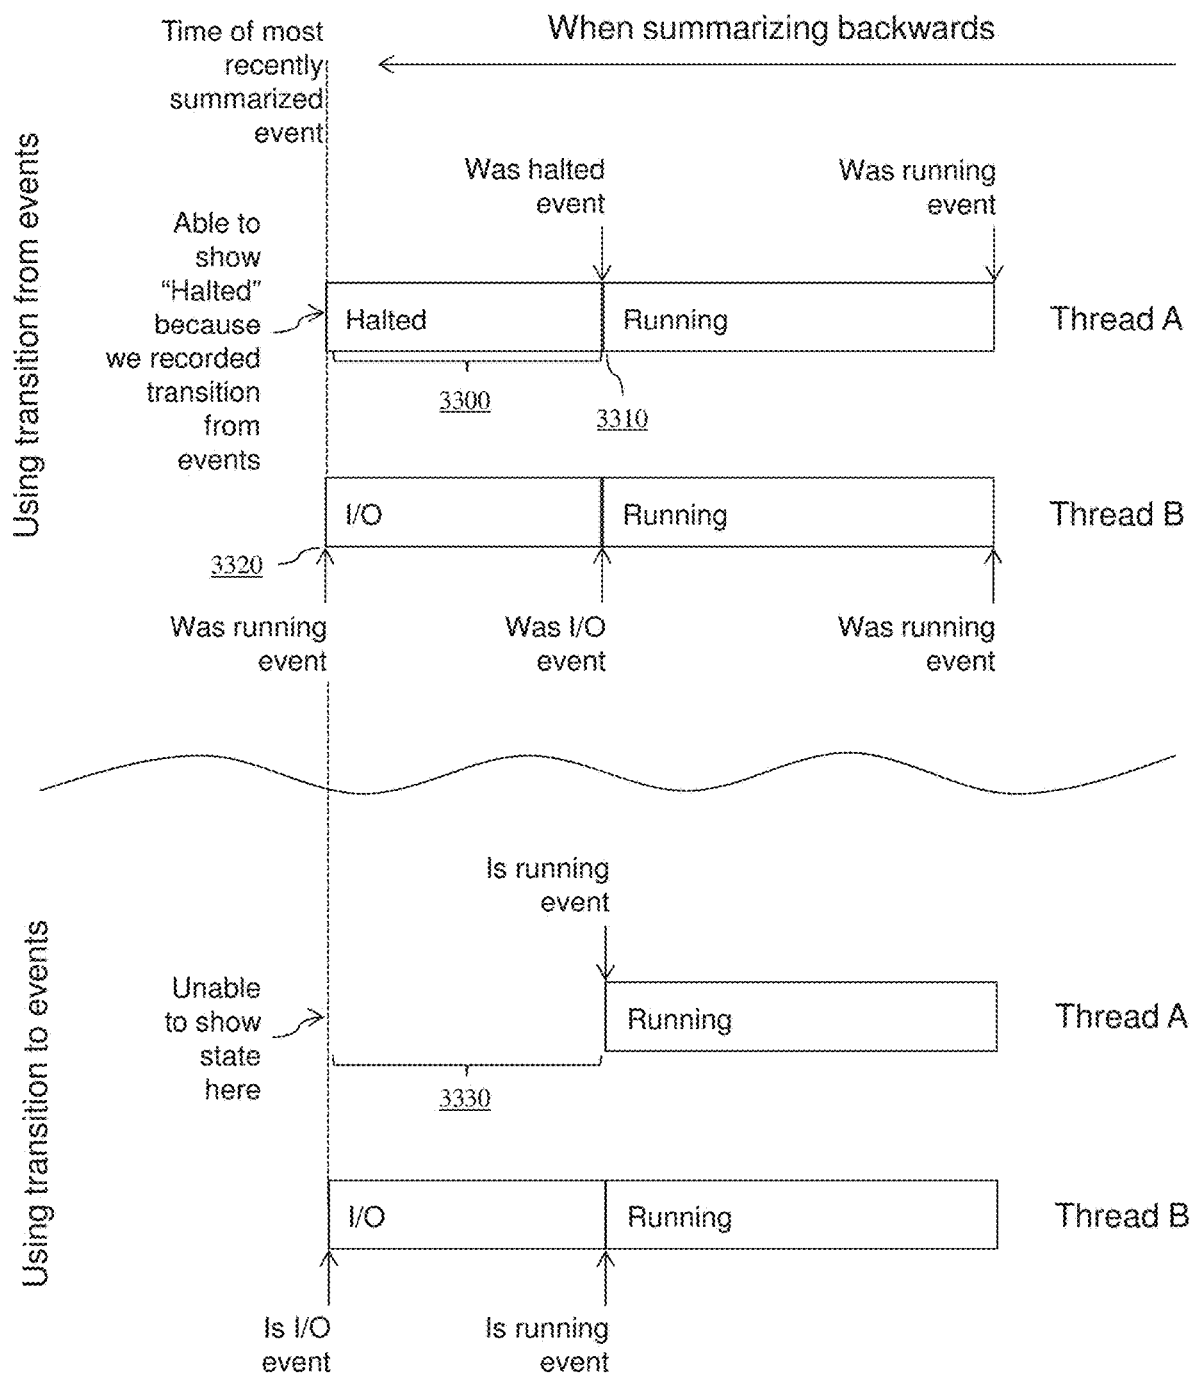 Time of most
recently
summarized
event
When summarizing backwards
Using transition from events
Was halted
event
Was running
event
Able to
show
“Halted”
because
we recorded
transition
from
events
Halted
Running
Thread A
3300
3310
I/O
Running
Thread B
3320
Was running
event
Was I/O
event
Was running
event
Using transition to events
Is running
event
Unable
to show
state
here
Running
Thread A
3330
I/O
Running
Thread B
Is I/O
event
Is running
event